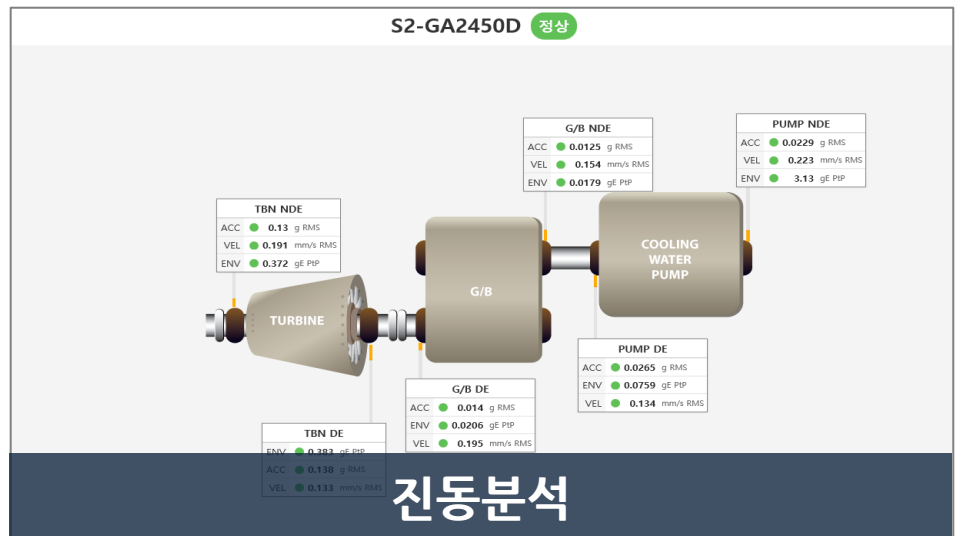 S2-GA2450D 정상
G/B NDE
ACC 0.0125 g RMS
VEL 0.154 mm/s RMS
ENV 0.0179 gE PtP
PUMP NDE
ACC 0.0229 g RMS
VEL 0.223 mm/s RMS
ENV 3.13 gE PtP
TBN NDE
ACC 0.13 g RMS
VEL 0.191 mm/s RMS
ENV 0.372 gE PtP
COOLING
WATER
PUMP
G/B
TURBINE
PUMP DE
ACC 0.0265 g RMS
ENV 0.0759 gE PtP
VEL 0.134 mm/s RMS
G/B DE
ACC 0.014 g RMS
ENV 0.0206 gE PtP
VEL 0.195 mm/s RMS
TBN DE
ENV 0.383 gE PtP
ACC 0.138 g RMS
VEL 0.133 mm/s RMS
진동분석